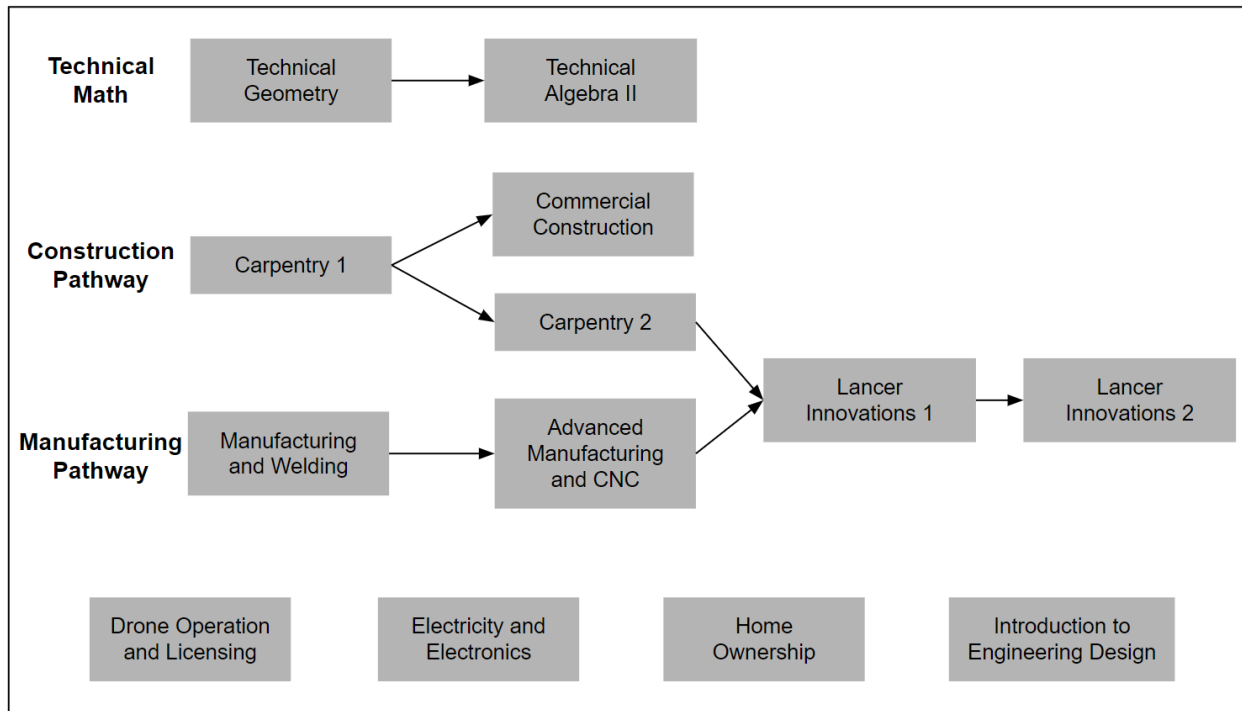 Technical
Math
Technical
Geometry
Technical
Algebra II
Construction
Pathway
Carpentry 1
Commercial
Construction
Carpentry 2
Manufacturing
Pathway
Manufacturing
and Welding
Advanced
Manufacturing
and CNC
Lancer
Innovations 1
Lancer
Innovations 2
Drone Operation
and Licensing
Electricity and
Electronics
Home
Ownership
Introduction to
Engineering Design